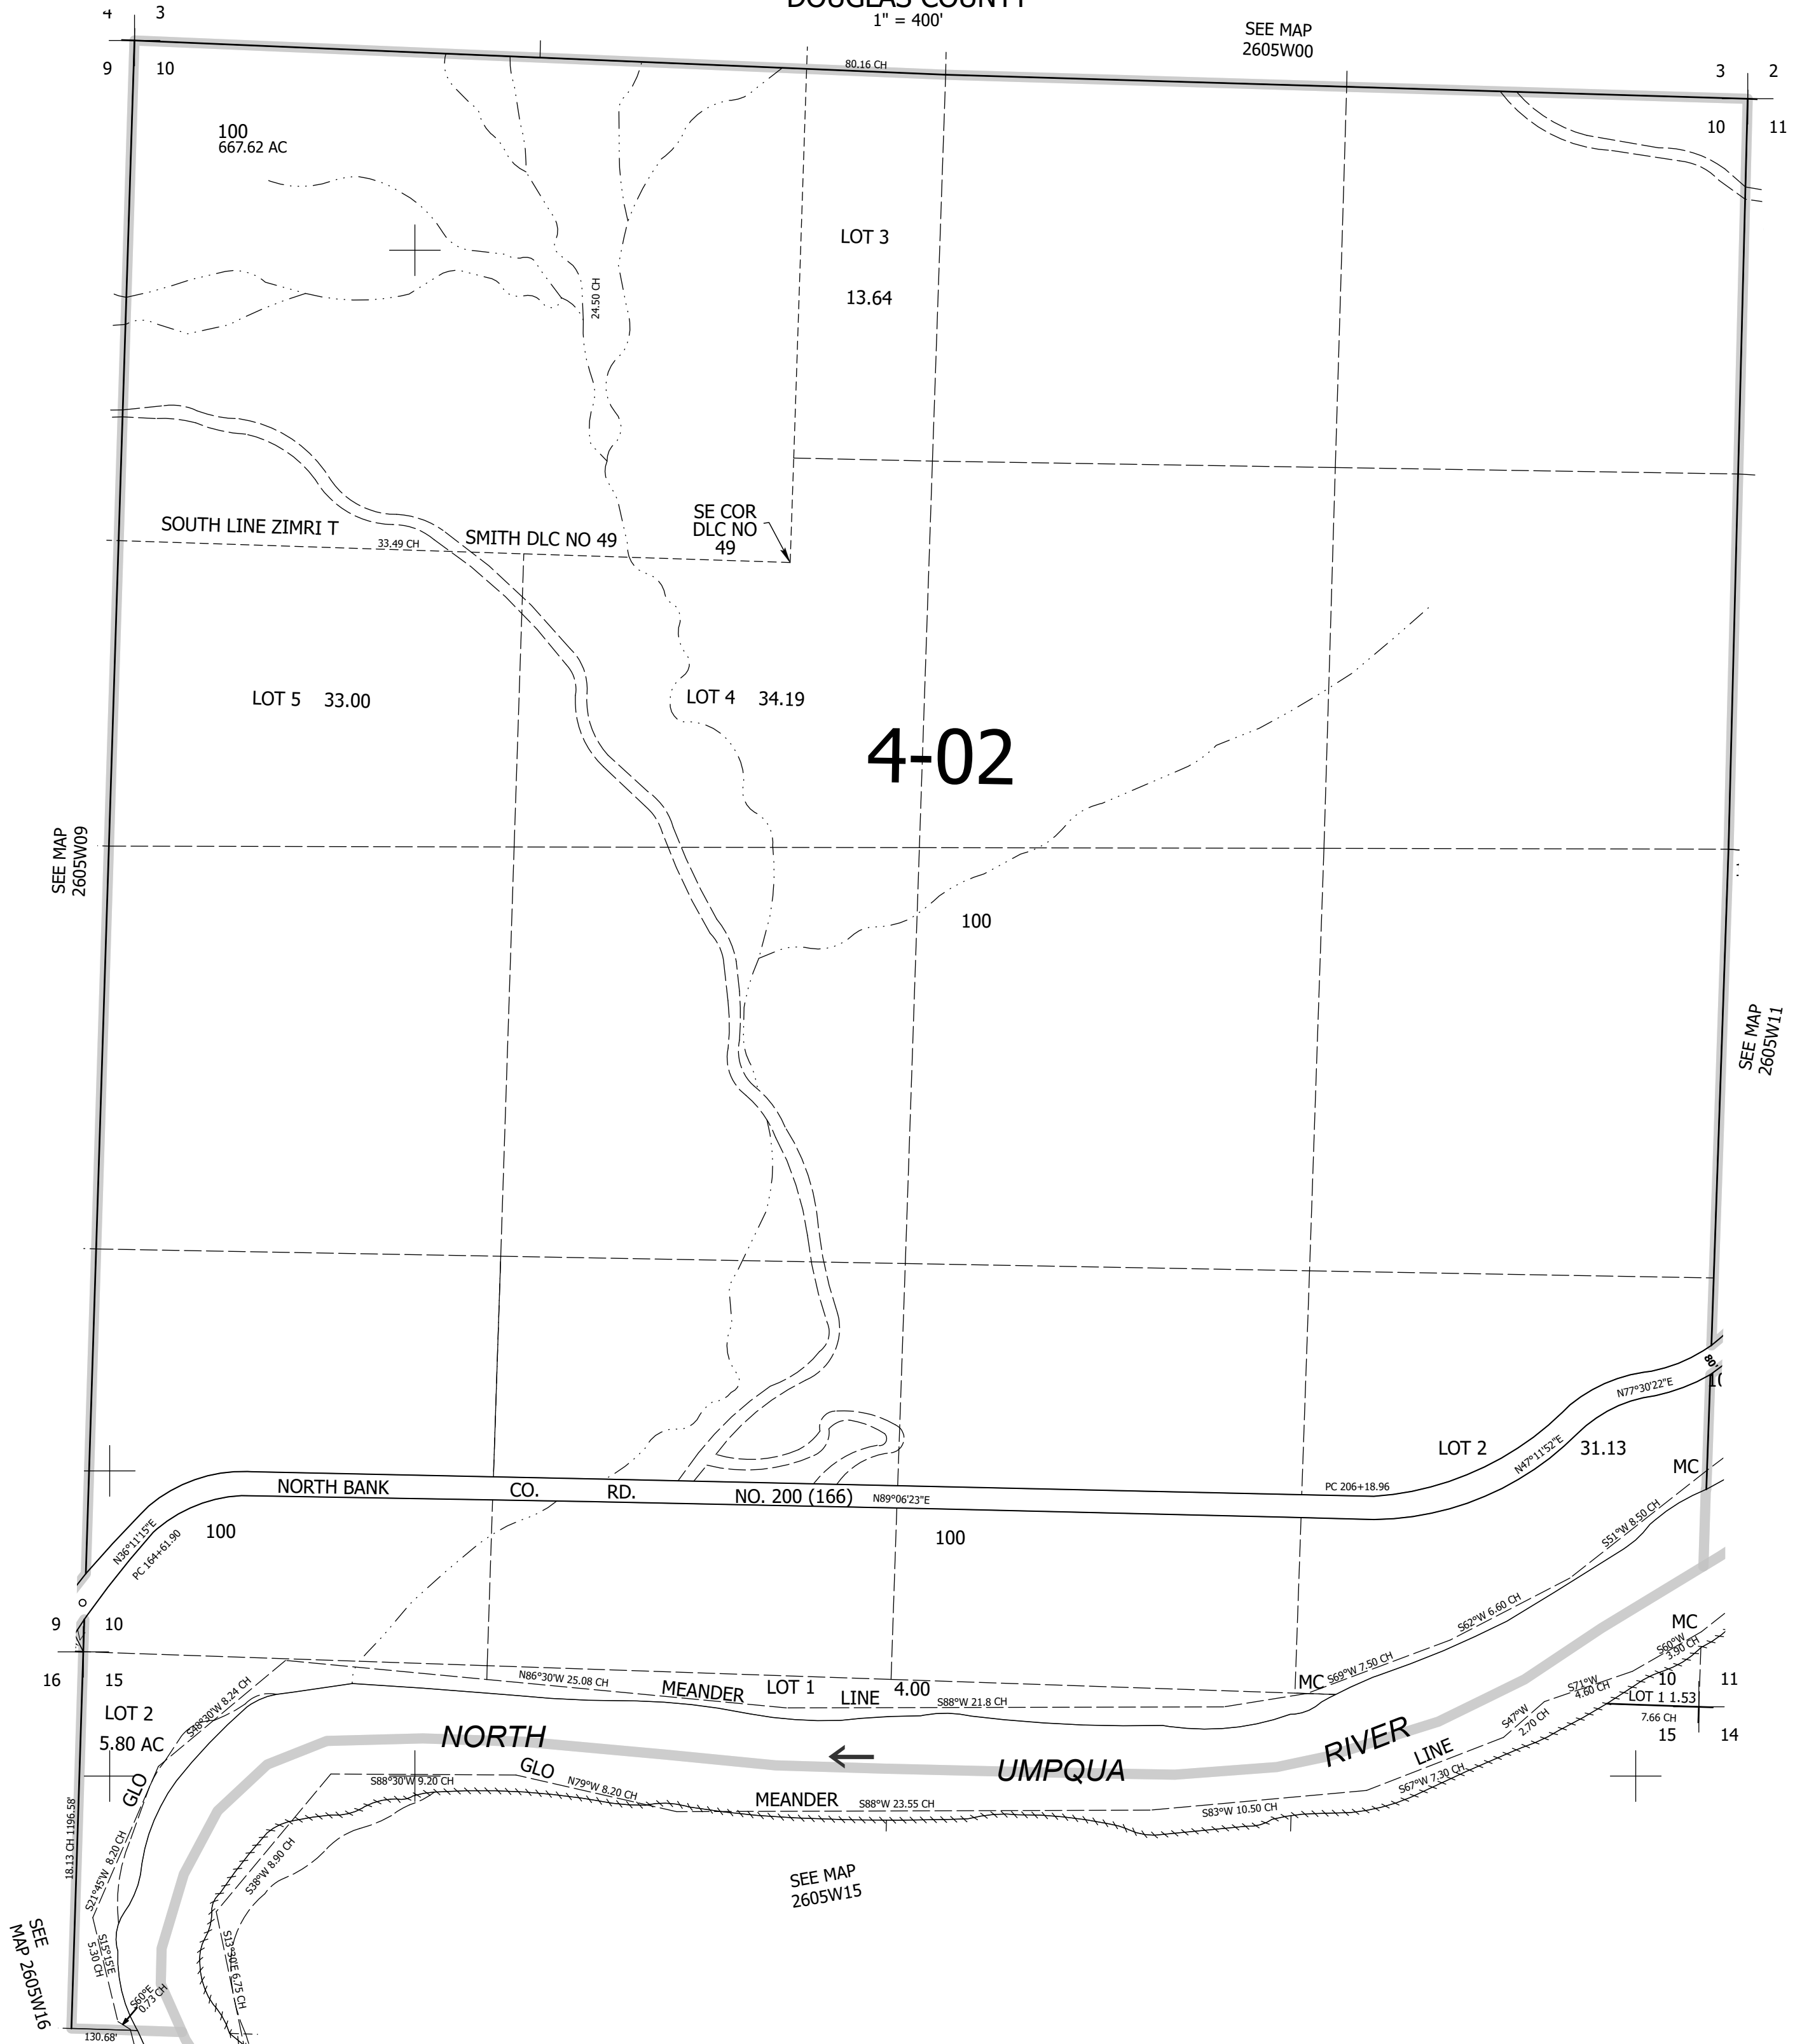 DOUGLAS COUNTY
1" = 400'
SEE MAP
2605W00
4 3
9 10
3 2
10 11
80.16 CH
100
667.62 AC
LOT 3
13.64
24.50 CH
SOUTH LINE ZIMRI T
SMITH DLC NO 49
33.49 CH
SE COR
DLC NO
49
LOT 5 33.00
LOT 4 34.19
4-02
SEE MAP
2605W09
100
SEE MAP
2605W11
80'
N77°30'22"E
LOT 2 31.13
N47°11'52"E
MC
PC 206+18.96
NORTH BANK CO. RD. NO. 200 (166) N89°06'23"E
N36°11'15"E
PC 164+61.90
100
100
S51°W 8.50 CH
S62°W 6.60 CH
S69°W 7.50 CH
MC
9 10
16 15
LOT 2
5.80 AC
S48°30'W 8.24 CH
N86°30'W 25.08 CH
MEANDER LOT 1 LINE 4.00
S88°W 21.8 CH
MC
S60°W
3.90 CH
10 11
LOT 1 1.53
7.66 CH
15 14
S71°W
4.60 CH
S47°W
2.70 CH
NORTH UMPQUA RIVER
LINE
S67°W 7.30 CH
GLO
GLO
S88°30'W 9.20 CH
N79°W 8.20 CH
MEANDER
S88°W 23.55 CH
S83°W 10.50 CH
18.13 CH 1196.58'
S21°45'W 8.20 CH
S38°W 8.90 CH
SEE MAP
2605W15
SEE
MAP 2605W16
S15°15'E
5.30 CH
S13°30'E 6.75 CH
S60°E
0.73 CH
130.68'